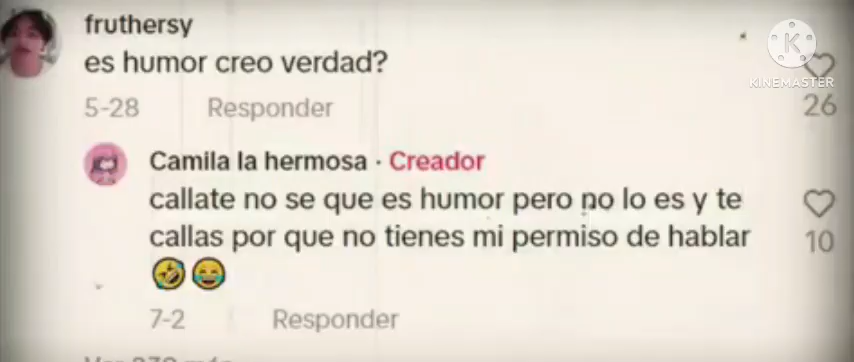 fruthersy
es humor creo verdad?
5-28 Responder
26
Camila la hermosa · Creador
callate no se que es humor pero no lo es y te
callas por que no tienes mi permiso de hablar
🤣😂
10
7-2 Responder
K
KINEMASTER